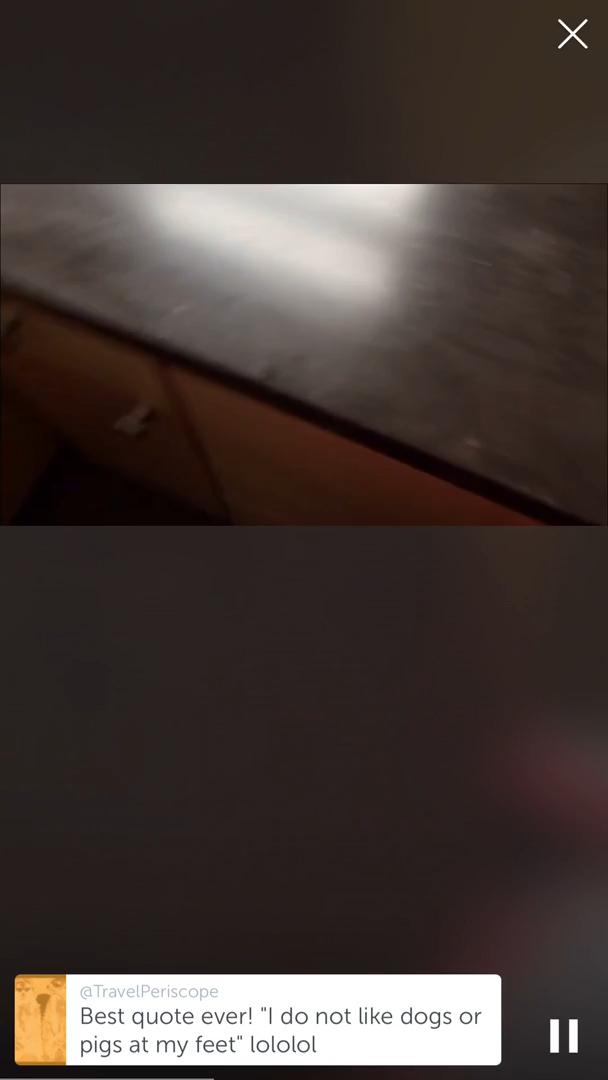 @TravelPeriscope
Best quote ever! "I do not like dogs or
pigs at my feet" lololol